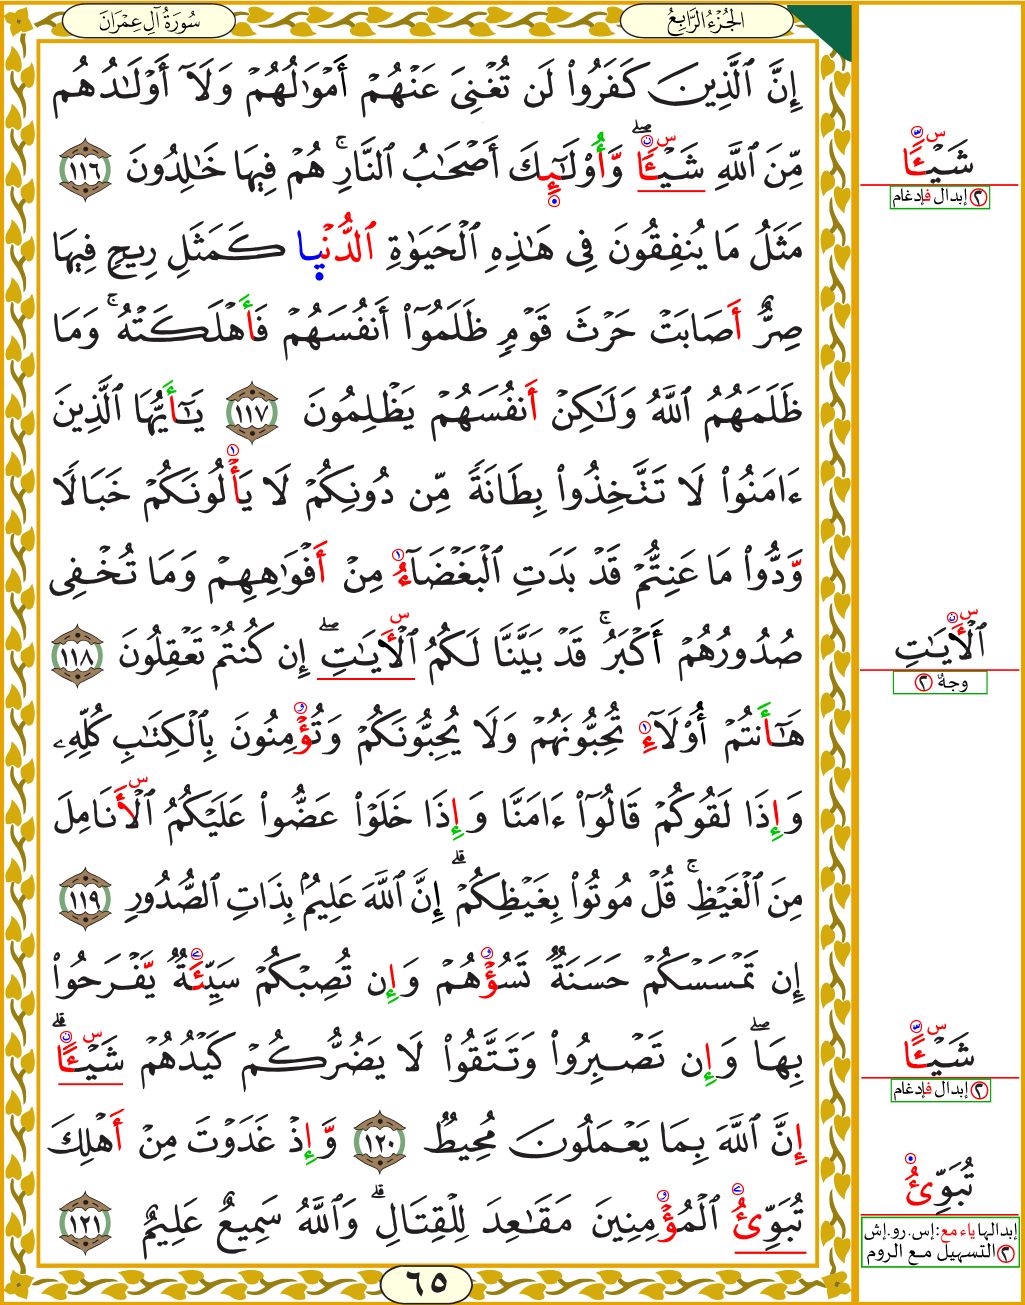 الجُزْءُ الرَّابِعُ
سُورَةُ آلِ عِمْرَانَ
إِنَّ ٱلَّذِينَ كَفَرُوا۟ لَن تُغْنِىَ عَنْهُمْ أَمْوَٰلُهُمْ وَلَآ أَوْلَـٰدُهُم
مِّنَ ٱللَّهِ شَيْـًٔا ۖ وَأُو۟لَـٰٓئِكَ أَصْحَـٰبُ ٱلنَّارِ ۚ هُمْ فِيهَا خَـٰلِدُونَ ١١٦
مَثَلُ مَا يُنفِقُونَ فِى هَـٰذِهِ ٱلْحَيَوٰةِ ٱلدُّنْيا كَمَثَلِ رِيحٍ فِيهَا
صِرٌّ أَصَابَتْ حَرْثَ قَوْمٍ ظَلَمُوٓا۟ أَنفُسَهُمْ فَأَهْلَكَتْهُ ۚ وَمَا
ظَلَمَهُمُ ٱللَّهُ وَلَـٰكِنْ أَنفُسَهُمْ يَظْلِمُونَ ١١٧ يَـٰٓأَيُّهَا ٱلَّذِينَ
ءَامَنُوا۟ لَا تَتَّخِذُوا۟ بِطَانَةً مِّن دُونِكُمْ لَا يَأْلُونَكُمْ خَبَالًا
وَدُّوا۟ مَا عَنِتُّمْ قَدْ بَدَتِ ٱلْبَغْضَآءُ مِنْ أَفْوَٰهِهِمْ وَمَا تُخْفِى
صُدُورُهُمْ أَكْبَرُ ۚ قَدْ بَيَّنَّا لَكُمُ ٱلْأَيَـٰتِ ۖ إِن كُنتُمْ تَعْقِلُونَ ١١٨
هَـٰٓأَنتُمْ أُو۟لَآءِ تُحِبُّونَهُمْ وَلَا يُحِبُّونَكُمْ وَتُؤْمِنُونَ بِٱلْكِتَـٰبِ كُلِّهِۦ
وَإِذَا لَقُوكُمْ قَالُوٓا۟ ءَامَنَّا وَإِذَا خَلَوْا۟ عَضُّوا۟ عَلَيْكُمُ ٱلْأَنَامِلَ
مِنَ ٱلْغَيْظِ ۚ قُلْ مُوتُوا۟ بِغَيْظِكُمْ ۗ إِنَّ ٱللَّهَ عَلِيمٌۢ بِذَاتِ ٱلصُّدُورِ ١١٩
إِن تَمْسَسْكُمْ حَسَنَةٌ تَسُؤْهُمْ وَإِن تُصِبْكُمْ سَيِّئَةٌ يَفْرَحُوا۟
بِهَا ۖ وَإِن تَصْبِرُوا۟ وَتَتَّقُوا۟ لَا يَضُرُّكُمْ كَيْدُهُمْ شَيْـًٔا ۗ
إِنَّ ٱللَّهَ بِمَا يَعْمَلُونَ مُحِيطٌ ١٢٠ وَإِذْ غَدَوْتَ مِنْ أَهْلِكَ
تُبَوِّئُ ٱلْمُؤْمِنِينَ مَقَـٰعِدَ لِلْقِتَالِ ۗ وَٱللَّهُ سَمِيعٌ عَلِيمٌ ١٢١
٦٥
شَيْـًٔا
٢ إبدال فإدغام
ٱلْأَيَـٰتِ
وجهٌ ٢
شَيْـًٔا
٢ إبدال فإدغام
تُبَوِّئُ
إبدالها ياء مع: إس. رو. إش
٢ التسهيل مع الروم